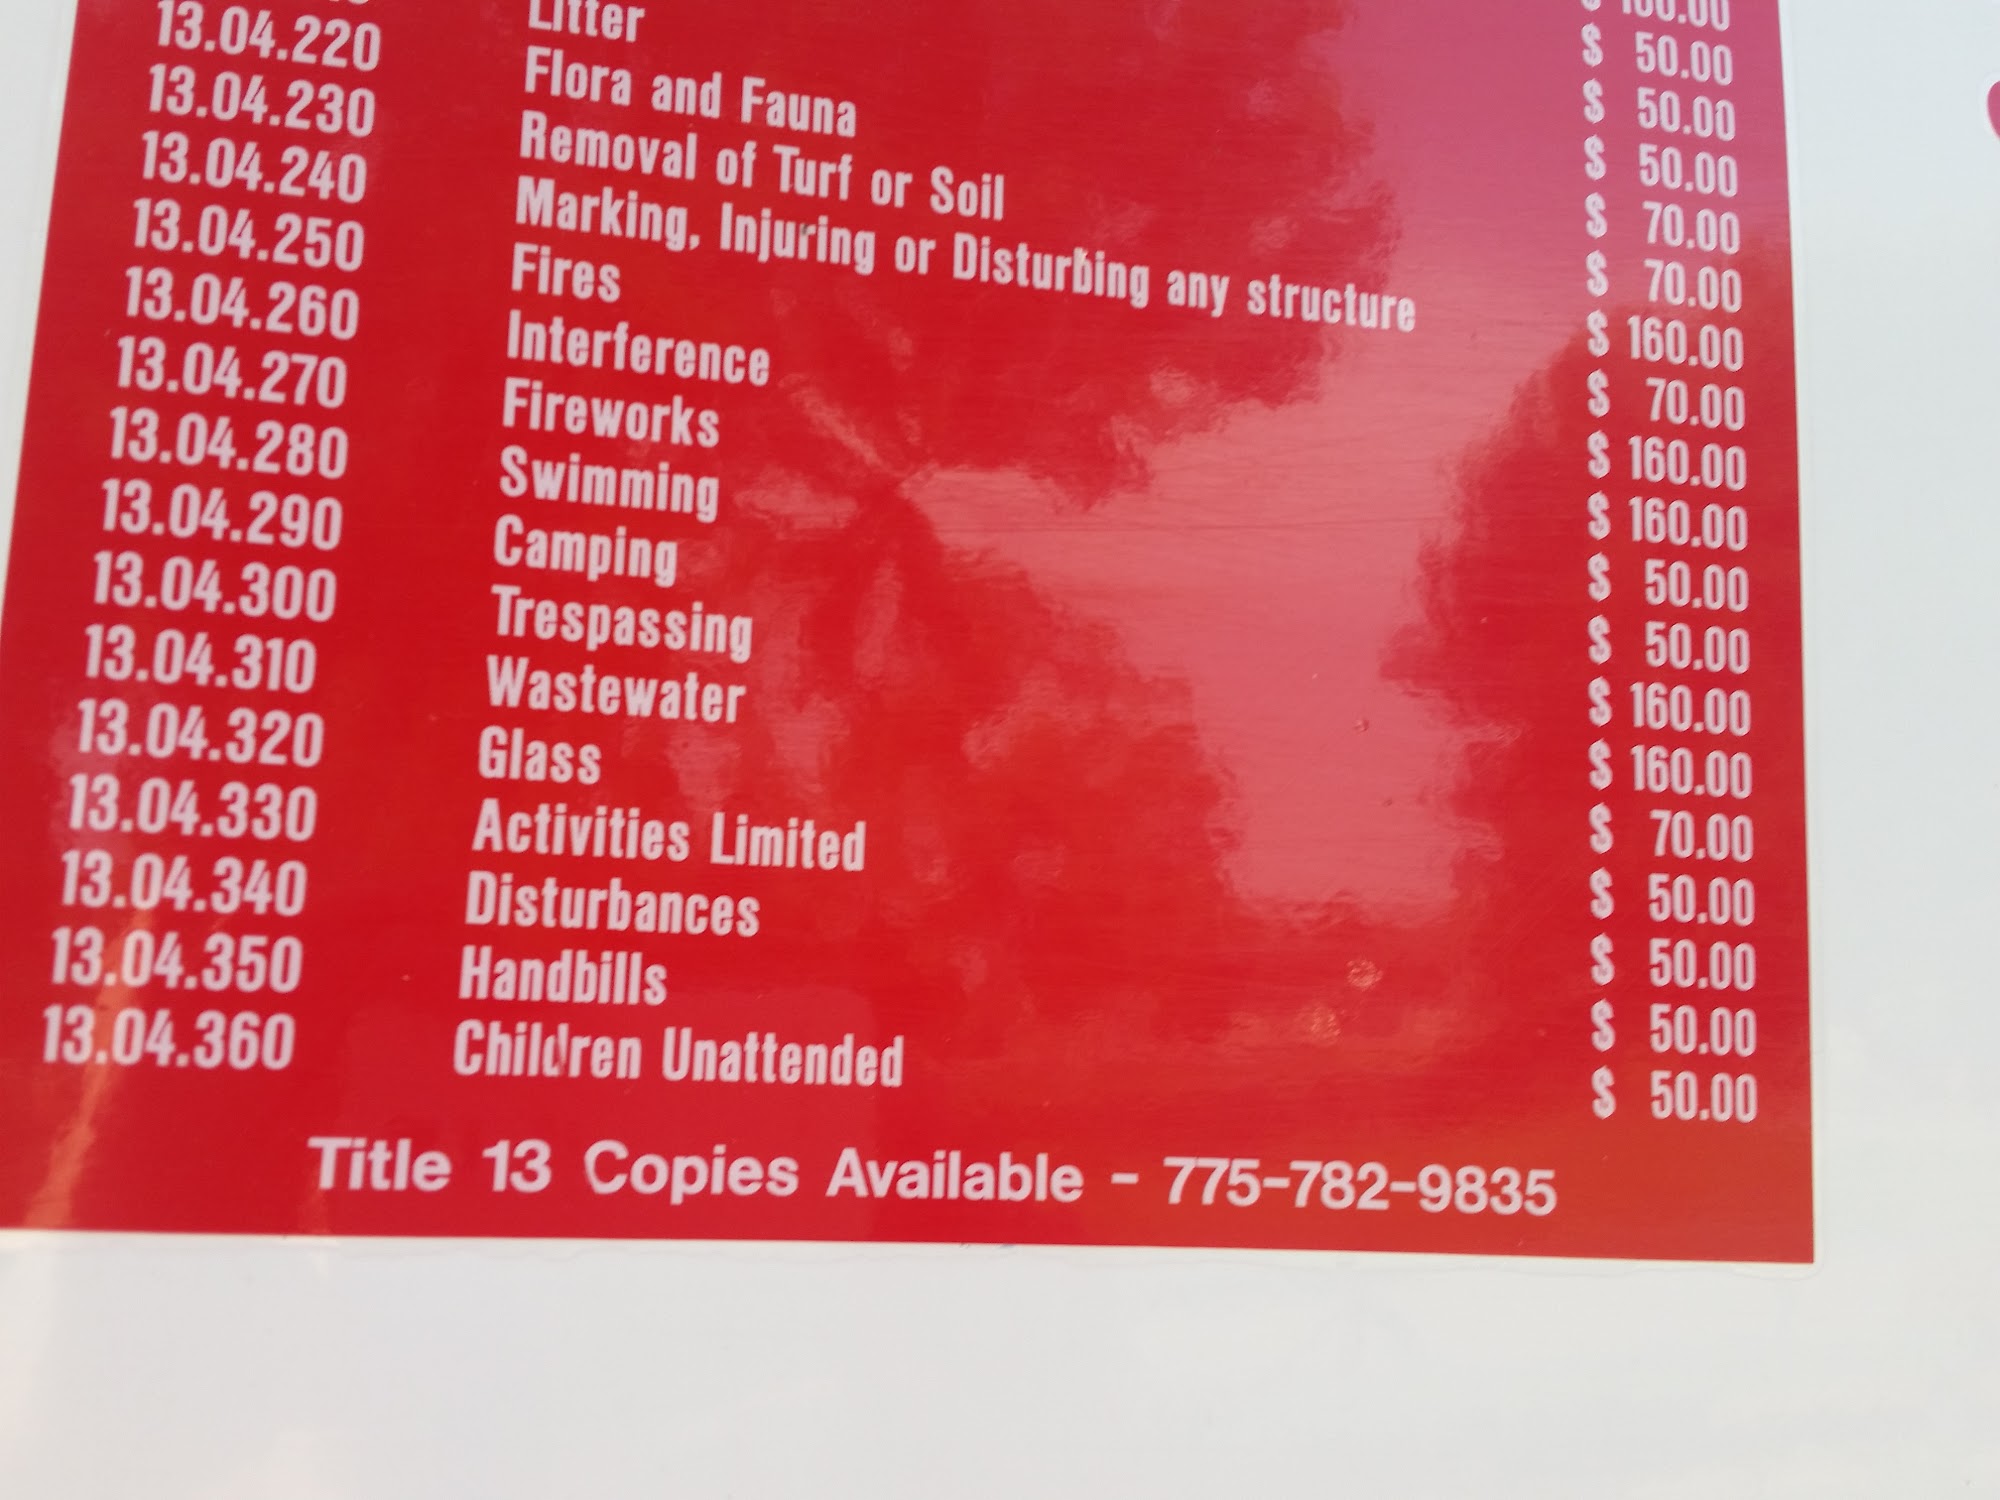 $ 50.00
$ 50.00
Litter $ 50.00
13.04.220 Flora and Fauna $ 70.00
13.04.230 Removal of Turf or Soil $ 70.00
13.04.240 Marking, Injuring or Disturbing any structure $ 160.00
13.04.250 Fires $ 70.00
13.04.260 Interference $ 160.00
13.04.270 Fireworks $ 160.00
13.04.280 Swimming $ 50.00
13.04.290 Camping $ 50.00
13.04.300 Trespassing $ 160.00
13.04.310 Wastewater $ 160.00
13.04.320 Glass $ 70.00
13.04.330 Activities Limited $ 50.00
13.04.340 Disturbances $ 50.00
13.04.350 Handbills $ 50.00
13.04.360 Children Unattended $ 50.00
Title 13 Copies Available - 775-782-9835